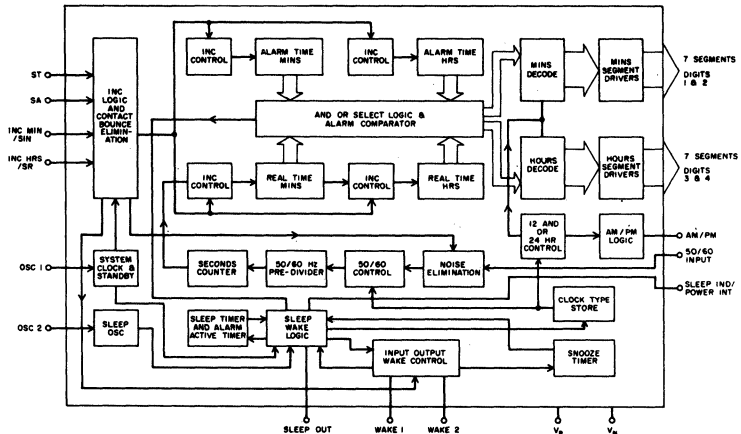 INC CONTROL
ALARM TIME MINS
INC CONTROL
ALARM TIME HRS
MINS DECODE
MINS SEGMENT DRIVERS
7 SEGMENTS
DIGITS 1 & 2
ST
SA
INC MIN /SIN
INC HRS /SR
INC LOGIC AND CONTACT BOUNCE ELIMIN-ATION
AND OR SELECT LOGIC & ALARM COMPARATOR
INC CONTROL
REAL TIME MINS
INC CONTROL
REAL TIME HRS
HOURS DECODE
HOURS SEGMENT DRIVERS
7 SEGMENTS
DIGITS 3 & 4
12 AND/OR 24 HR CONTROL
AM/PM LOGIC
AM/PM
50/60 INPUT
OSC 1
SYSTEM CLOCK & STANDBY
SECONDS COUNTER
50/60 HZ PRE-DIVIDER
50/60 CONTROL
NOISE ELIMINATION
SLEEP IND/ POWER INT
OSC 2
SLEEP OSC
SLEEP TIMER AND ALARM ACTIVE TIMER
SLEEP WAKE LOGIC
CLOCK TYPE STORE
INPUT OUTPUT WAKE CONTROL
SNOOZE TIMER
SLEEP OUT
WAKE 1
WAKE 2